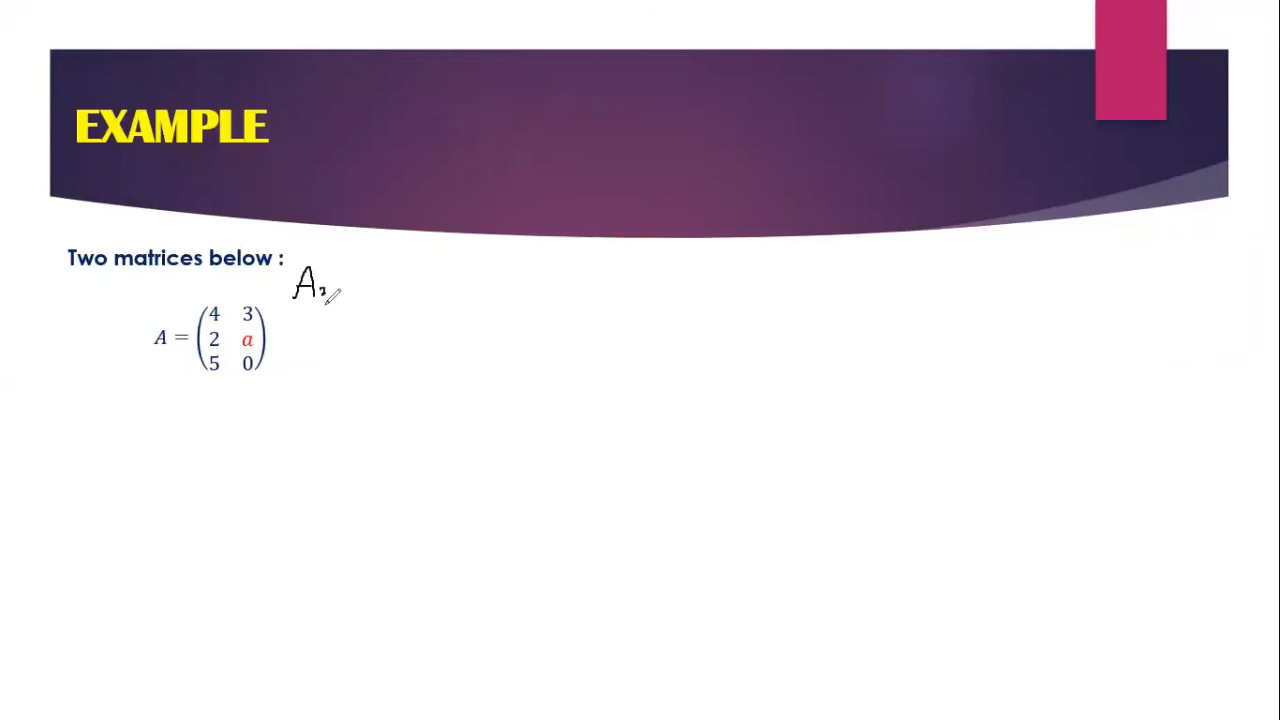 EXAMPLE
Two matrices below :
A
A = (4 3
2 a
5 0)